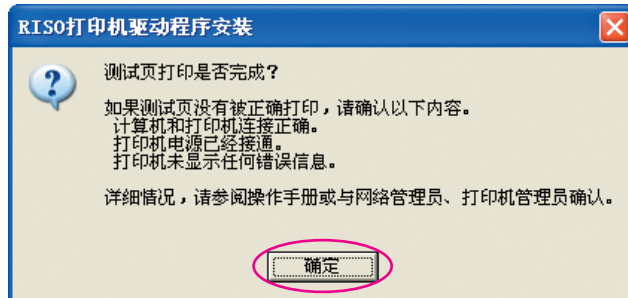 RISO打印机驱动程序安装
测试页打印是否完成?
如果测试页没有被正确打印，请确认以下内容。
计算机和打印机连接正确。
打印机电源已经接通。
打印机未显示任何错误信息。
详细情况，请参阅操作手册或与网络管理员、打印机管理员确认。
确定